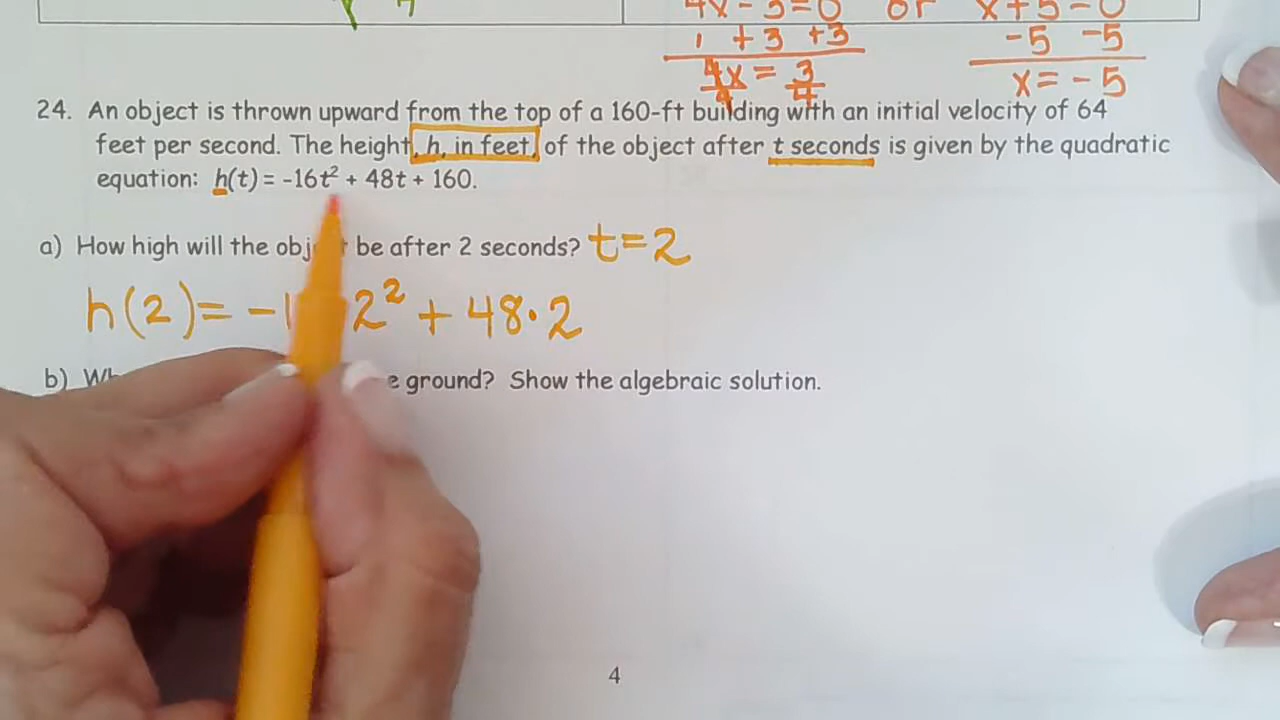 4x - 3 = 0 or x + 5 = 0
+3 +3 -5 -5
4x = 3 x = -5
4 4
24. An object is thrown upward from the top of a 160-ft building with an initial velocity of 64
feet per second. The height, h, in feet, of the object after t seconds is given by the quadratic
equation: h(t) = -16t² + 48t + 160.
a) How high will the be after 2 seconds? t=2
h(2) = - 2² + 48·2
b) ground? Show the algebraic solution.
4